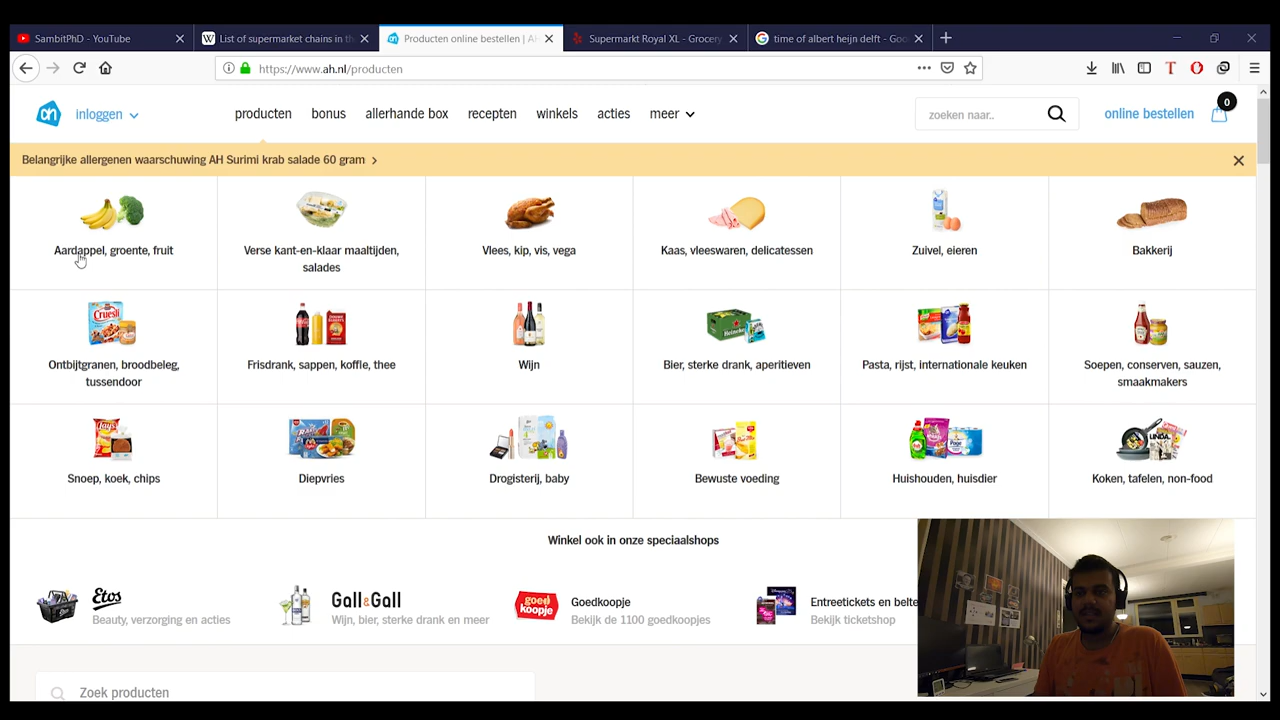 SambitPhD - YouTube
List of supermarket chains in th
Producten online bestellen | A
Supermarkt Royal XL - Grocery
time of albert heijn delft - Goo
https://www.ah.nl/producten
Inloggen
producten
bonus
allerhande box
recepten
winkels
acties
meer
zoeken naar..
online bestellen
0
Belangrijke allergenen waarschuwing AH Surimi krab salade 60 gram
Aardappel, groente, fruit
Verse kant-en-klaar maaltijden,
salades
Vlees, kip, vis, vega
Kaas, vleeswaren, delicatessen
Zuivel, eieren
Bakkerij
Ontbijtgranen, broodbeleg,
tussendoor
Frisdrank, sappen, koffie, thee
Wijn
Bier, sterke drank, aperitieven
Pasta, rijst, internationale keuken
Soepen, conserven, sauzen,
smaakmakers
Snoep, koek, chips
Diepvries
Drogisterij, baby
Bewuste voeding
Huishouden, huisdier
Koken, tafelen, non-food
Winkel ook in onze speciaalshops
Etos
Beauty, verzorging en acties
Gall&Gall
Wijn, bier, sterke drank en meer
goed
koopje
Goedkoopje
Bekijk de 1100 goedkoopjes
Entreetickets en belte
Bekijk ticketshop
Zoek producten